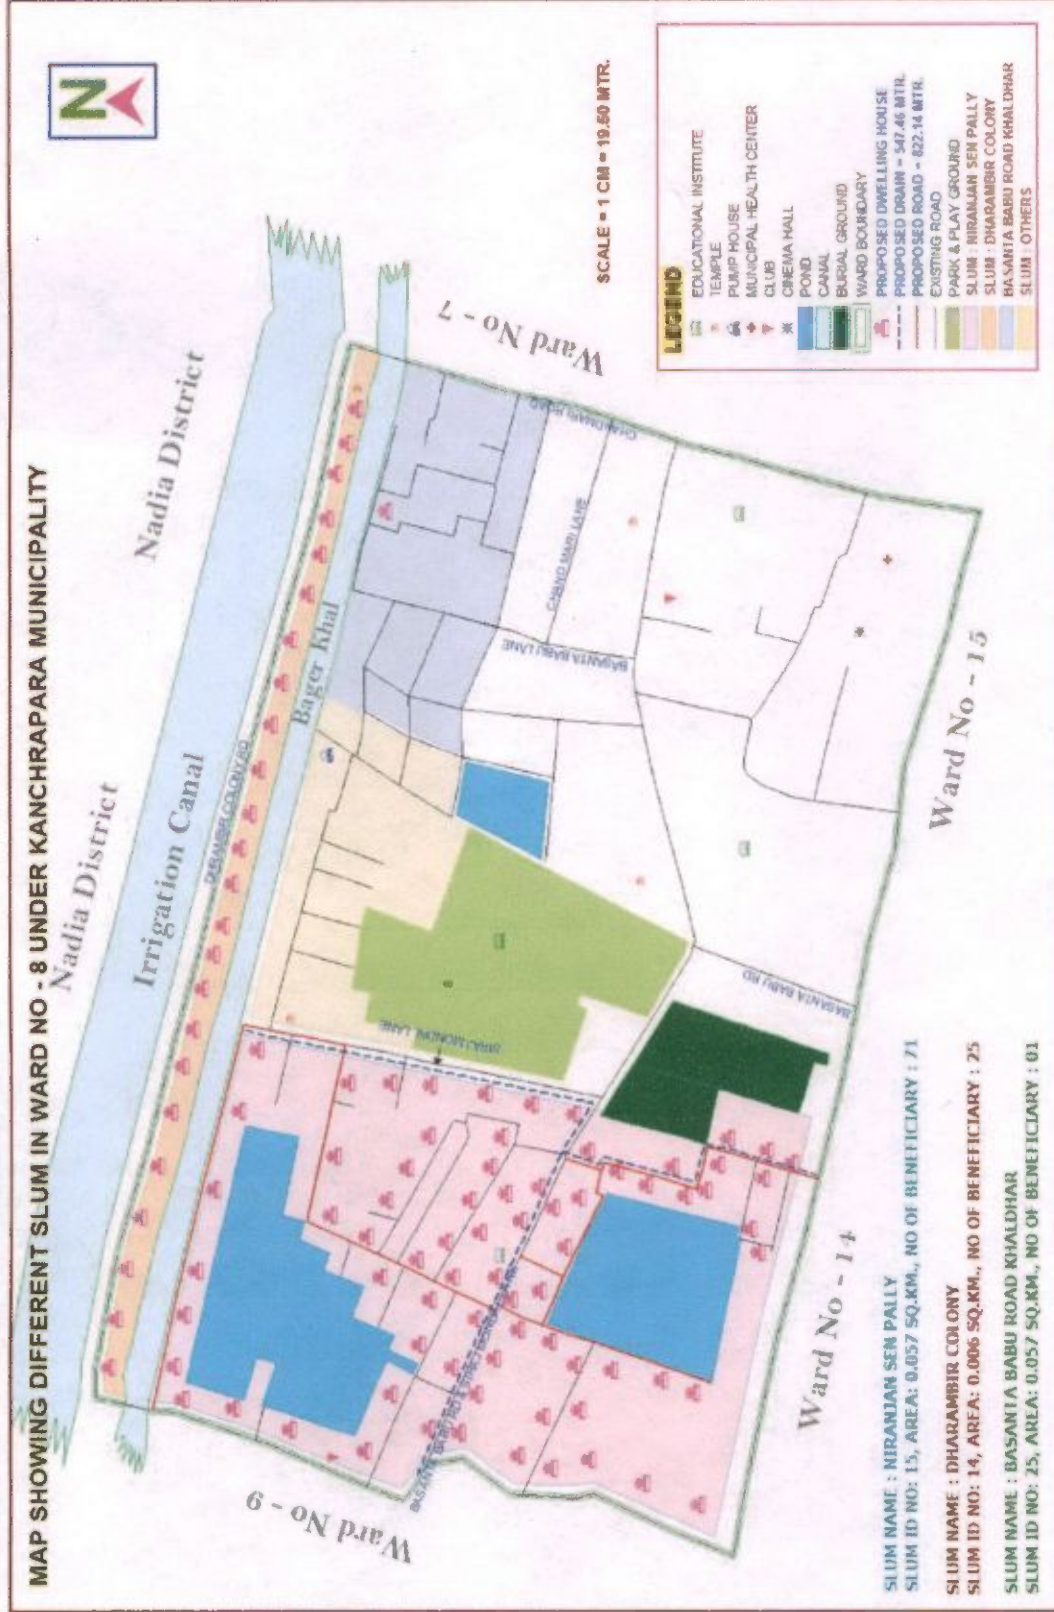 MAP SHOWING DIFFERENT SLUM IN WARD NO - 8 UNDER KANCHRAPARA MUNICIPALITY
N
Nadia District
Nadia District
Irrigation Canal
DHRAMBIR COLONY RD
Bager Khal
Ward No - 7
Ward No - 9
Ward No - 14
Ward No - 15
CHANDMARI ROAD
CHAND MARI LANE
BASANTA BABU LANE
BASANTA BABU RD
BIRAJ MONDAL LANE
SCALE = 1 CM = 19.60 MTR.
LEGEND
EDUCATIONAL INSTITUTE
TEMPLE
PUMP HOUSE
MUNICIPAL HEALTH CENTER
CLUB
CINEMA HALL
POND
CANAL
BURIAL GROUND
WARD BOUNDARY
PROPOSED DWELLING HOUSE
PROPOSED DRAIN = 547.46 MTR.
PROPOSED ROAD = 822.14 MTR.
EXISTING ROAD
PARK & PLAY GROUND
SLUM : NIRANJAN SEN PALLY
SLUM : DHARAMBIR COLONY
BASANTA BABU ROAD KHALDHAR
SLUM : OTHERS
SLUM NAME : NIRANJAN SEN PALLY
SLUM ID NO: 15, AREA: 0.057 SQ.KM., NO OF BENEFICIARY : 71
SLUM NAME : DHARAMBIR COLONY
SLUM ID NO: 14, AREA: 0.006 SQ.KM., NO OF BENEFICIARY : 25
SLUM NAME : BASANTA BABU ROAD KHALDHAR
SLUM ID NO: 25, AREA: 0.057 SQ.KM., NO OF BENEFICIARY : 01